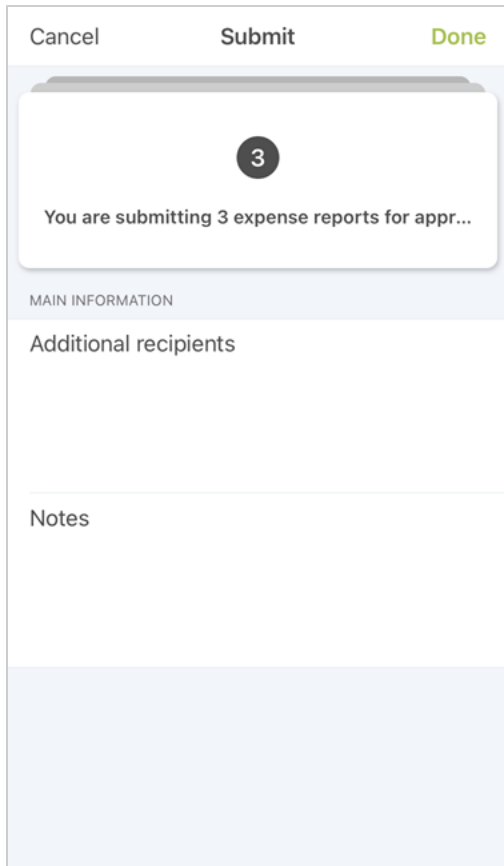 Cancel Submit Done
3
You are submitting 3 expense reports for appr...
MAIN INFORMATION
Additional recipients
Notes